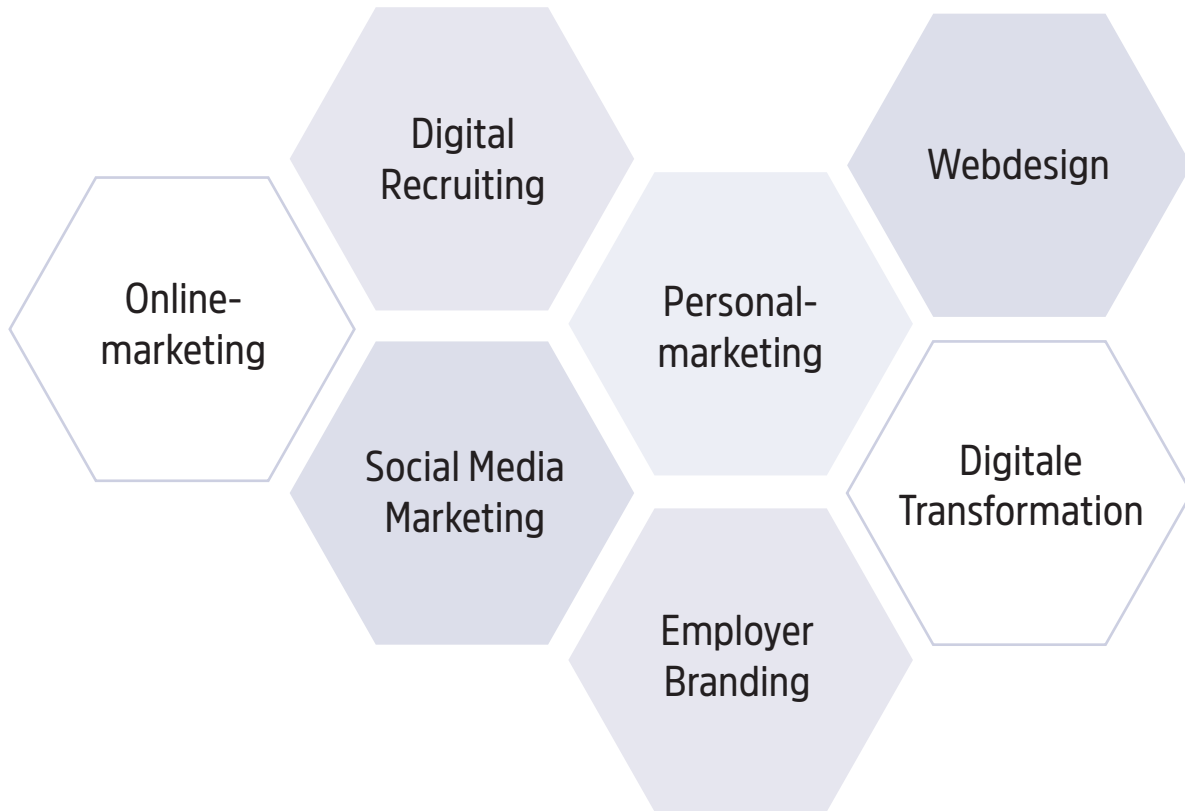 Digital
Recruiting
Webdesign
Online-
marketing
Personal-
marketing
Social Media
Marketing
Digitale
Transformation
Employer
Branding